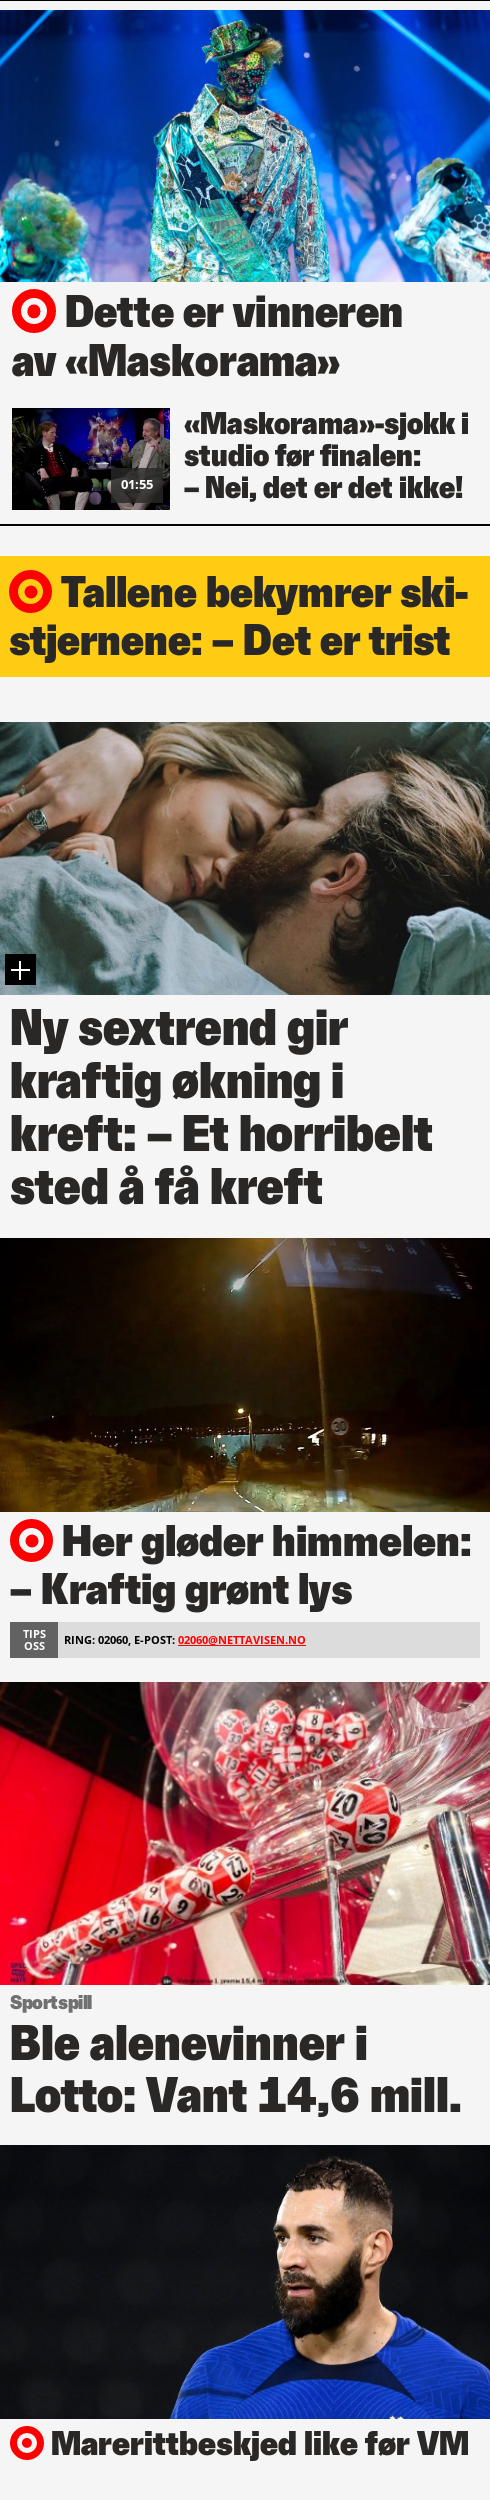 Dette er vinneren
av «Maskorama»
01:55
«Maskorama»-sjokk i
studio før finalen:
– Nei, det er det ikke!
Tallene bekymrer ski-
stjernene: – Det er trist
Ny sextrend gir
kraftig økning i
kreft: – Et horribelt
sted å få kreft
30
Her gløder himmelen:
– Kraftig grønt lys
TIPS
OSS
RING: 02060, E-POST: 02060@NETTAVISEN.NO
Sportspill
Ble alenevinner i
Lotto: Vant 14,6 mill.
Marerittbeskjed like før VM